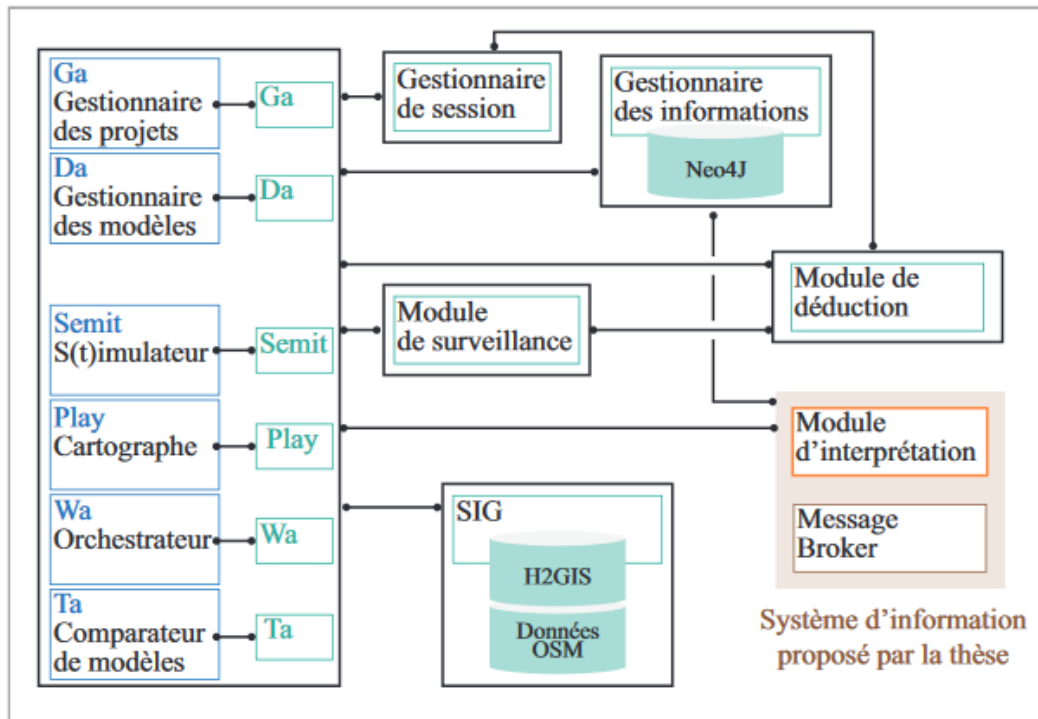 Ga
Gestionnaire
des projets
Ga
Da
Gestionnaire
des modèles
Da
Semit
S(t)imulateur
Semit
Play
Cartographe
Play
Wa
Orchestrateur
Wa
Ta
Comparateur
de modèles
Ta
Gestionnaire
de session
Gestionnaire
des informations
Neo4J
Module de
déduction
Module
de surveillance
Module
d’interprétation
Message
Broker
SIG
H2GIS
Données
OSM
Système d’information
proposé par la thèse